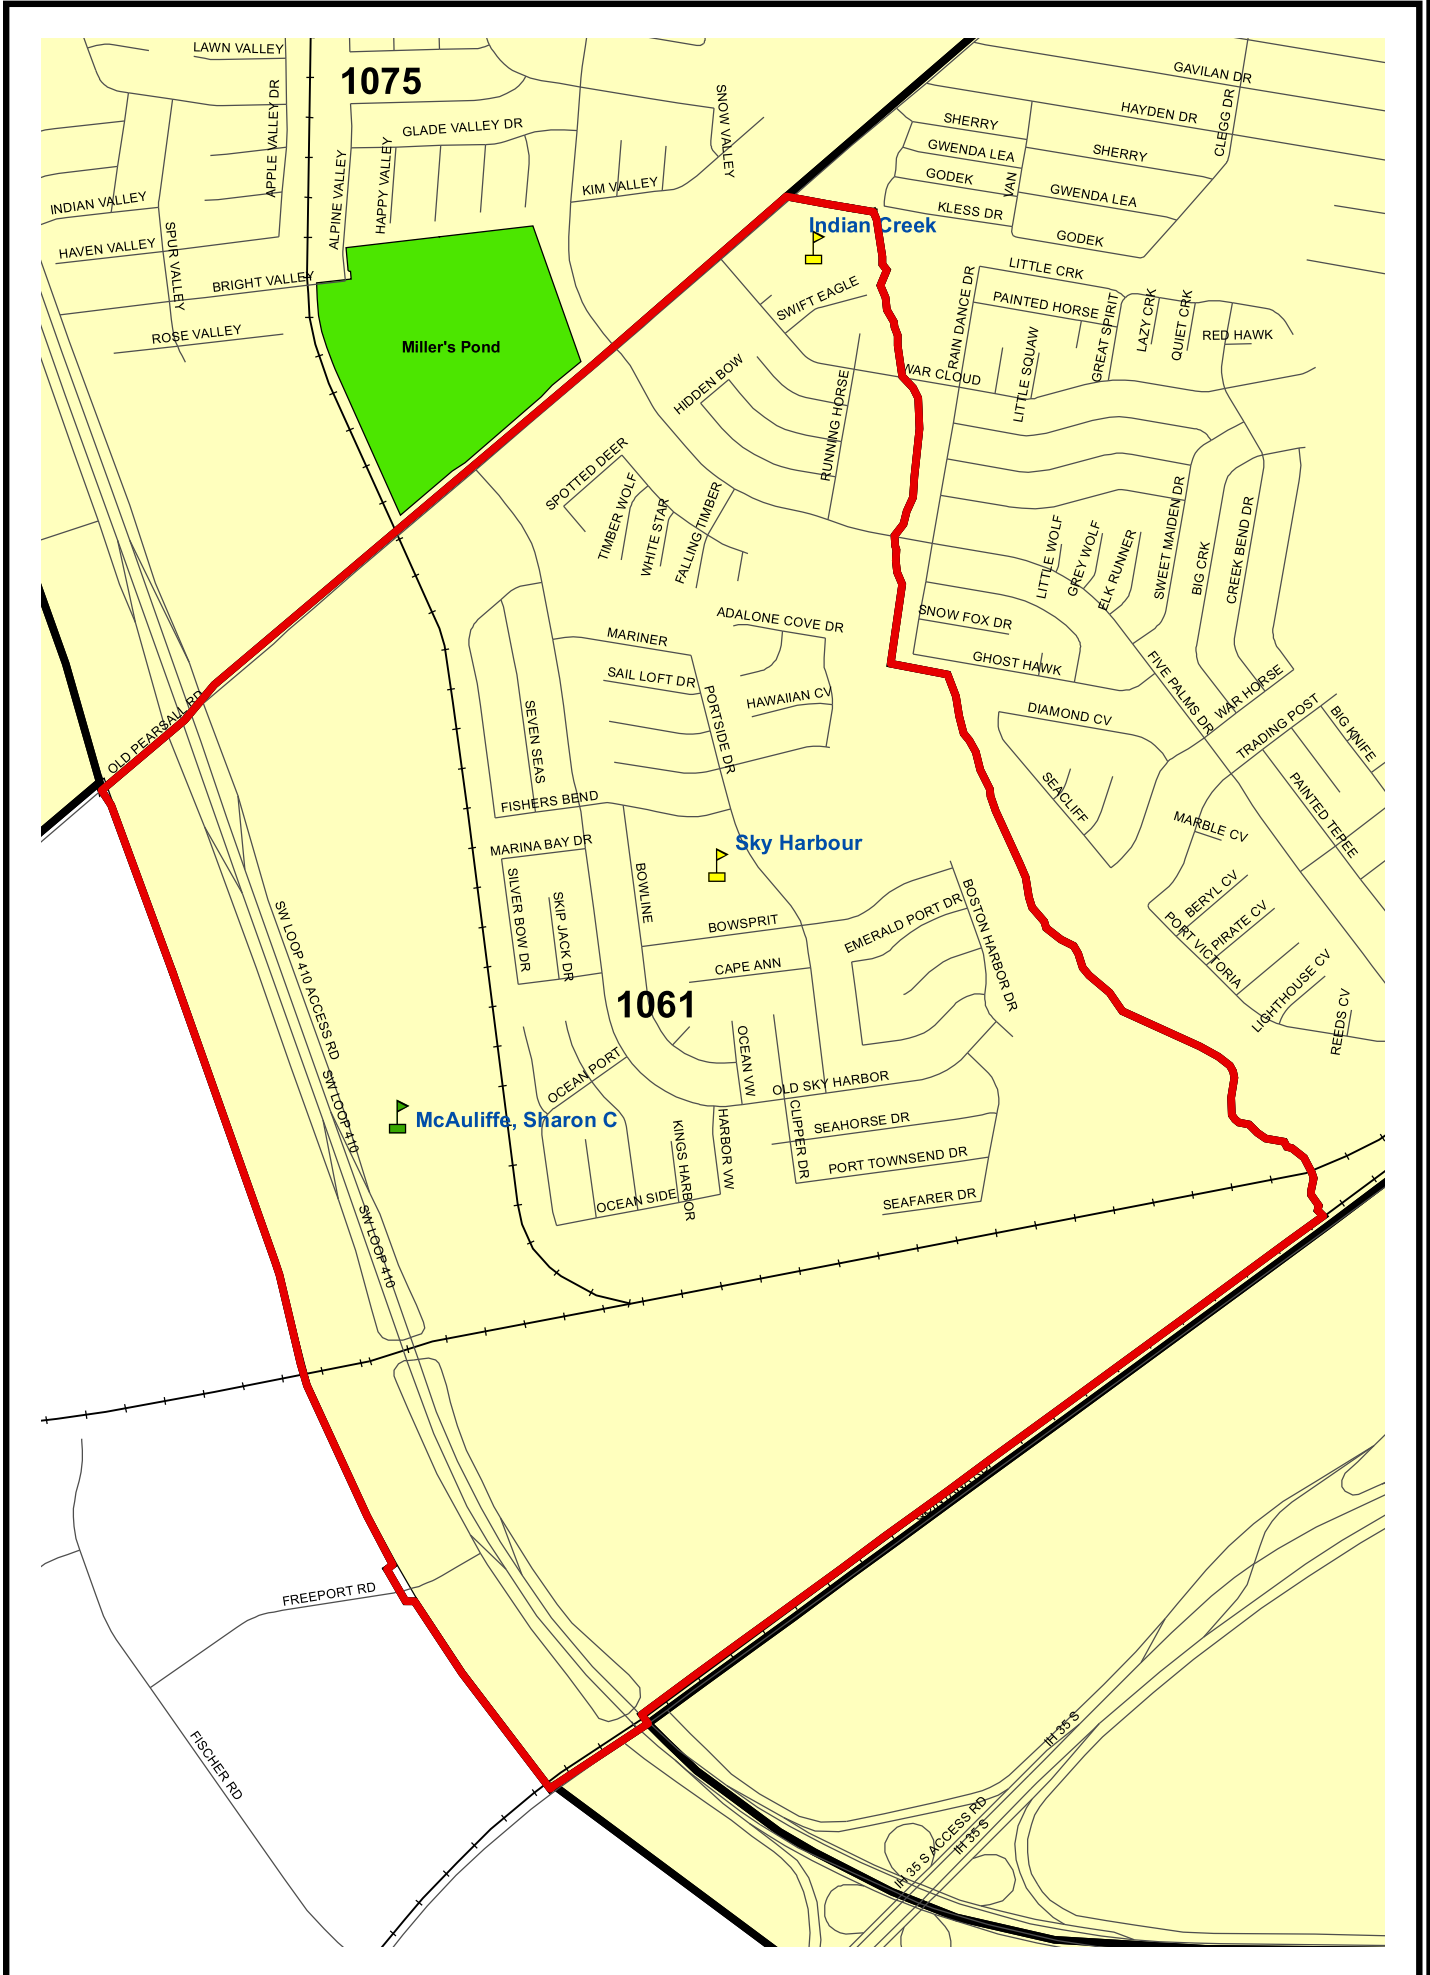 LAWN VALLEY
1075
GAVILAN DR
HAYDEN DR
CLEGG DR
SNOW VALLEY
APPLE VALLEY DR
GLADE VALLEY DR
HAPPY VALLEY
ALPINE VALLEY
SHERRY
SHERRY
GWENDA LEA
GODEK
VAN
GWENDA LEA
KLESS DR
GODEK
KIM VALLEY
INDIAN VALLEY
SPUR VALLEY
HAVEN VALLEY
BRIGHT VALLEY
ROSE VALLEY
Indian Creek
LITTLE CRK
RAIN DANCE DR
PAINTED HORSE
SWIFT EAGLE
GREAT SPIRIT
LAZY CRK
QUIET CRK
RED HAWK
LITTLE SQUAW
Miller's Pond
WAR CLOUD
HIDDEN BOW
RUNNING HORSE
SPOTTED DEER
TIMBER WOLF
WHITE STAR
FALLING TIMBER
SWEET MAIDEN DR
LITTLE WOLF
GREY WOLF
ELK RUNNER
BIG CRK
CREEK BEND DR
SNOW FOX DR
GHOST HAWK
ADALONE COVE DR
MARINER
SAIL LOFT DR
HAWAIIAN CV
PORTSIDE DR
SEVEN SEAS
FIVE PALMS DR
WAR HORSE
DIAMOND CV
TRADING POST
BIG KNIFE
PAINTED TEPEE
OLD PEARSALL RD
SEACLIFF
MARBLE CV
FISHERS BEND
MARINA BAY DR
Sky Harbour
SILVER BOW DR
SKIP JACK DR
BOWLINE
BOWSPRIT
CAPE ANN
EMERALD PORT DR
BOSTON HARBOR DR
BERYL CV
PIRATE CV
PORT VICTORIA
LIGHTHOUSE CV
REEDS CV
SW LOOP 410 ACCESS RD
1061
OCEAN VW
OCEAN PORT
OLD SKY HARBOR
SW LOOP 410
McAuliffe, Sharon C
KINGS HARBOR
HARBOR VW
CLIPPER DR
SEAHORSE DR
PORT TOWNSEND DR
SEAFARER DR
OCEAN SIDE
SW LOOP 410
FREEPORT RD
FISCHER RD
IH 35 S
IH 35 S ACCESS RD
IH 35 S